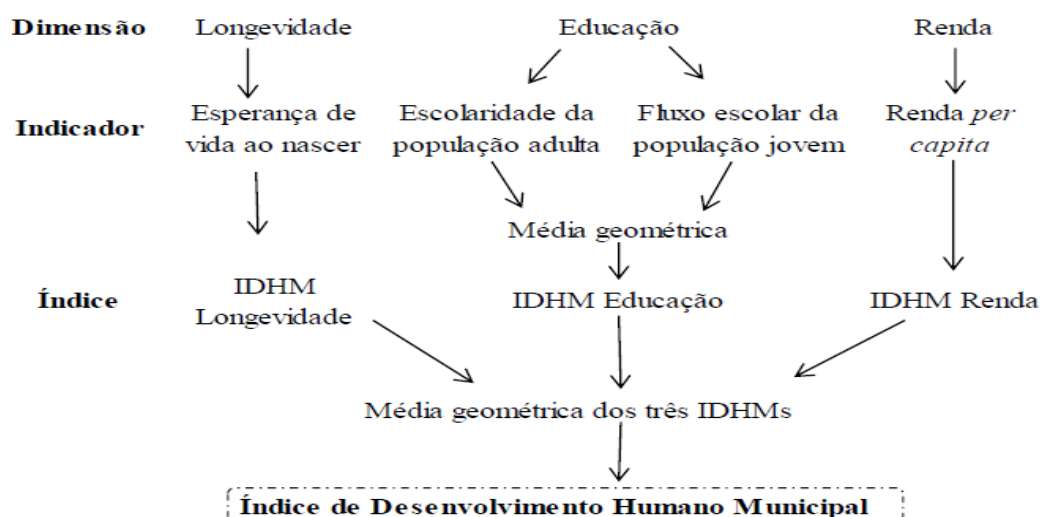 Dimensão Longevidade Educação Renda
Indicador
Esperança de
vida ao nascer
Escolaridade da
população adulta
Fluxo escolar da
população jovem
Renda per
capita
Média geométrica
Índice
IDHM
Longevidade
IDHM Educação
IDHM Renda
Média geométrica dos três IDHMs
Índice de Desenvolvimento Humano Municipal